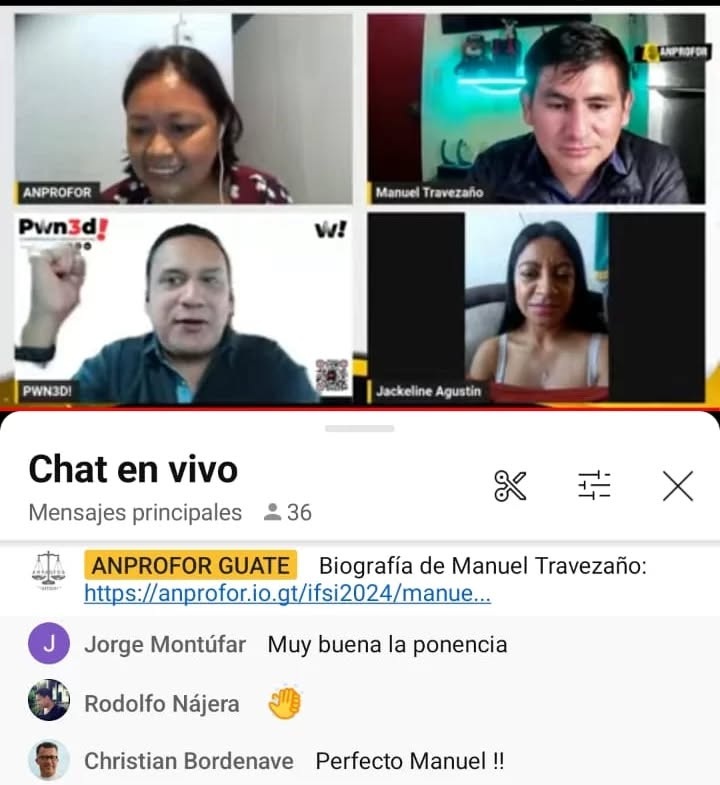 ANPROFOR
ANPROFOR
Manuel Travezaño
Pwn3d!
W!
PWN3D!
Jackeline Agustin
Chat en vivo
Mensajes principales 36
ANPROFOR GUATE Biografía de Manuel Travezaño:
https://anprofor.io.gt/ifsi2024/manue...
J Jorge Montúfar Muy buena la ponencia
Rodolfo Nájera 👏
Christian Bordenave Perfecto Manuel !!